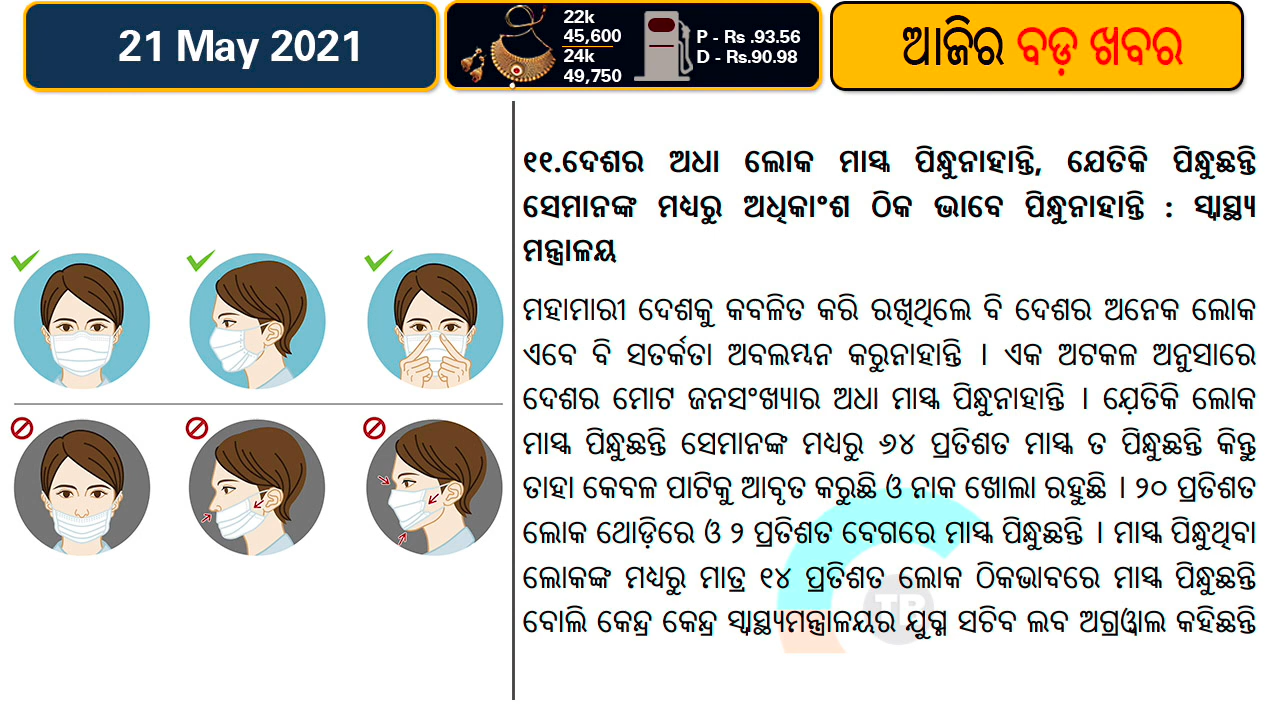 21 May 2021
22k
45,600
24k
49,750
P - Rs .93.56
D - Rs.90.98
ଆଜିର ବଡ଼ ଖବର
୧୧.ଦେଶର ଅଧା ଲୋକ ମାସ୍କ ପିନ୍ଧୁନାହାନ୍ତି, ଯେତିକି ପିନ୍ଧୁଛନ୍ତି
ସେମାନଙ୍କ ମଧ୍ୟରୁ ଅଧିକାଂଶ ଠିକ ଭାବେ ପିନ୍ଧୁନାହାନ୍ତି : ସ୍ୱାସ୍ଥ୍ୟ
ମନ୍ତ୍ରାଳୟ
ମହାମାରୀ ଦେଶକୁ କବଳିତ କରି ରଖିଥିଲେ ବି ଦେଶର ଅନେକ ଲୋକ
ଏବେ ବି ସତର୍କତା ଅବଲମ୍ବନ କରୁନାହାନ୍ତି । ଏକ ଅଟକଳ ଅନୁସାରେ
ଦେଶର ମୋଟ ଜନସଂଖ୍ୟାର ଅଧା ମାସ୍କ ପିନ୍ଧୁନାହାନ୍ତି । ଯେ଼ତିକି ଲୋକ
ମାସ୍କ ପିନ୍ଧୁଛନ୍ତି ସେମାନଙ୍କ ମଧ୍ୟରୁ ୬୪ ପ୍ରତିଶତ ମାସ୍କ ତ ପିନ୍ଧୁଛନ୍ତି କିନ୍ତୁ
ତାହା କେବଳ ପାଟିକୁ ଆବୃତ କରୁଛି ଓ ନାକ ଖୋଲା ରହୁଛି । ୨୦ ପ୍ରତିଶତ
ଲୋକ ଥୋଡ଼ିରେ ଓ ୨ ପ୍ରତିଶତ ବେଗରେ ମାସ୍କ ପିନ୍ଧୁଛନ୍ତି । ମାସ୍କ ପିନ୍ଧୁଥିବା
ଲୋକଙ୍କ ମଧ୍ୟରୁ ମାତ୍ର ୧୪ ପ୍ରତିଶତ ଲୋକ ଠିକଭାବରେ ମାସ୍କ ପିନ୍ଧୁଛନ୍ତି
ବୋଲି କେନ୍ଦ୍ର କେନ୍ଦ୍ର ସ୍ୱାସ୍ଥ୍ୟମନ୍ତ୍ରାଳୟର ଯୁଗ୍ମ ସଚିବ ଲବ ଅଗ୍ରୱାଲ କହିଛନ୍ତି